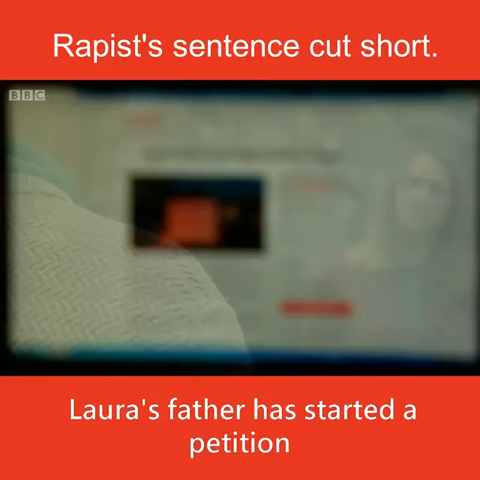 Rapist's sentence cut short.
BBC
Laura's father has started a
petition